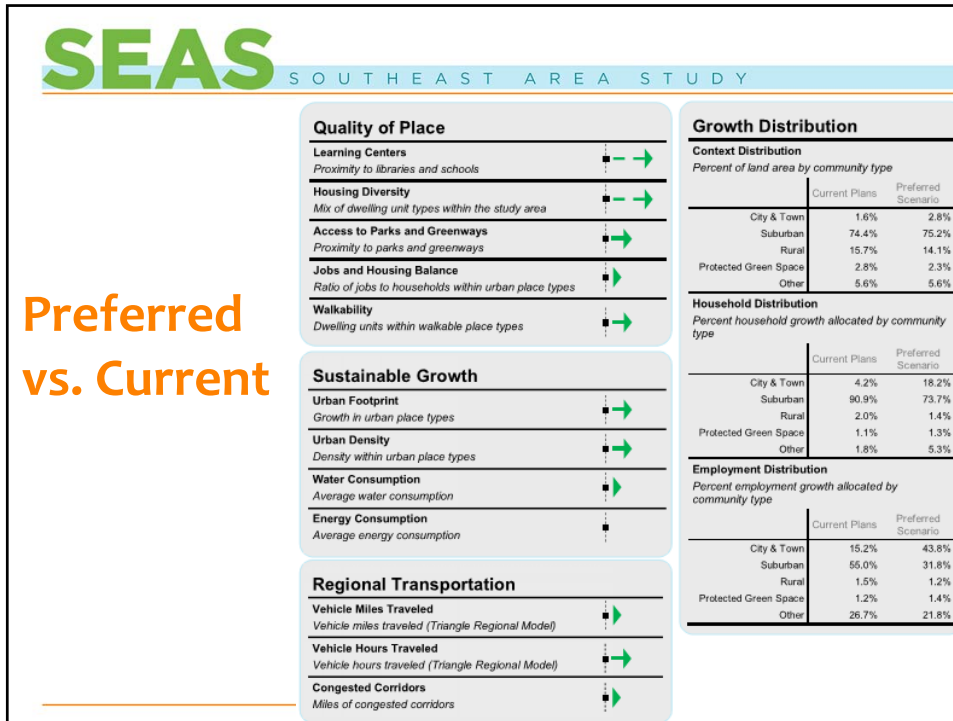 SEAS SOUTHEAST AREA STUDY
Preferred
vs. Current
Quality of Place
Learning Centers
Proximity to libraries and schools
Housing Diversity
Mix of dwelling unit types within the study area
Access to Parks and Greenways
Proximity to parks and greenways
Jobs and Housing Balance
Ratio of jobs to households within urban place types
Walkability
Dwelling units within walkable place types
Sustainable Growth
Urban Footprint
Growth in urban place types
Urban Density
Density within urban place types
Water Consumption
Average water consumption
Energy Consumption
Average energy consumption
Regional Transportation
Vehicle Miles Traveled
Vehicle miles traveled (Triangle Regional Model)
Vehicle Hours Traveled
Vehicle hours traveled (Triangle Regional Model)
Congested Corridors
Miles of congested corridors
Growth Distribution
Context Distribution
Percent of land area by community type
Current Plans Preferred
Scenario
City & Town 1.6% 2.8%
Suburban 74.4% 75.2%
Rural 15.7% 14.1%
Protected Green Space 2.8% 2.3%
Other 5.6% 5.6%
Household Distribution
Percent household growth allocated by community
type
Current Plans Preferred
Scenario
City & Town 4.2% 18.2%
Suburban 90.9% 73.7%
Rural 2.0% 1.4%
Protected Green Space 1.1% 1.3%
Other 1.8% 5.3%
Employment Distribution
Percent employment growth allocated by
community type
Current Plans Preferred
Scenario
City & Town 15.2% 43.8%
Suburban 55.0% 31.8%
Rural 1.5% 1.2%
Protected Green Space 1.2% 1.4%
Other 26.7% 21.8%